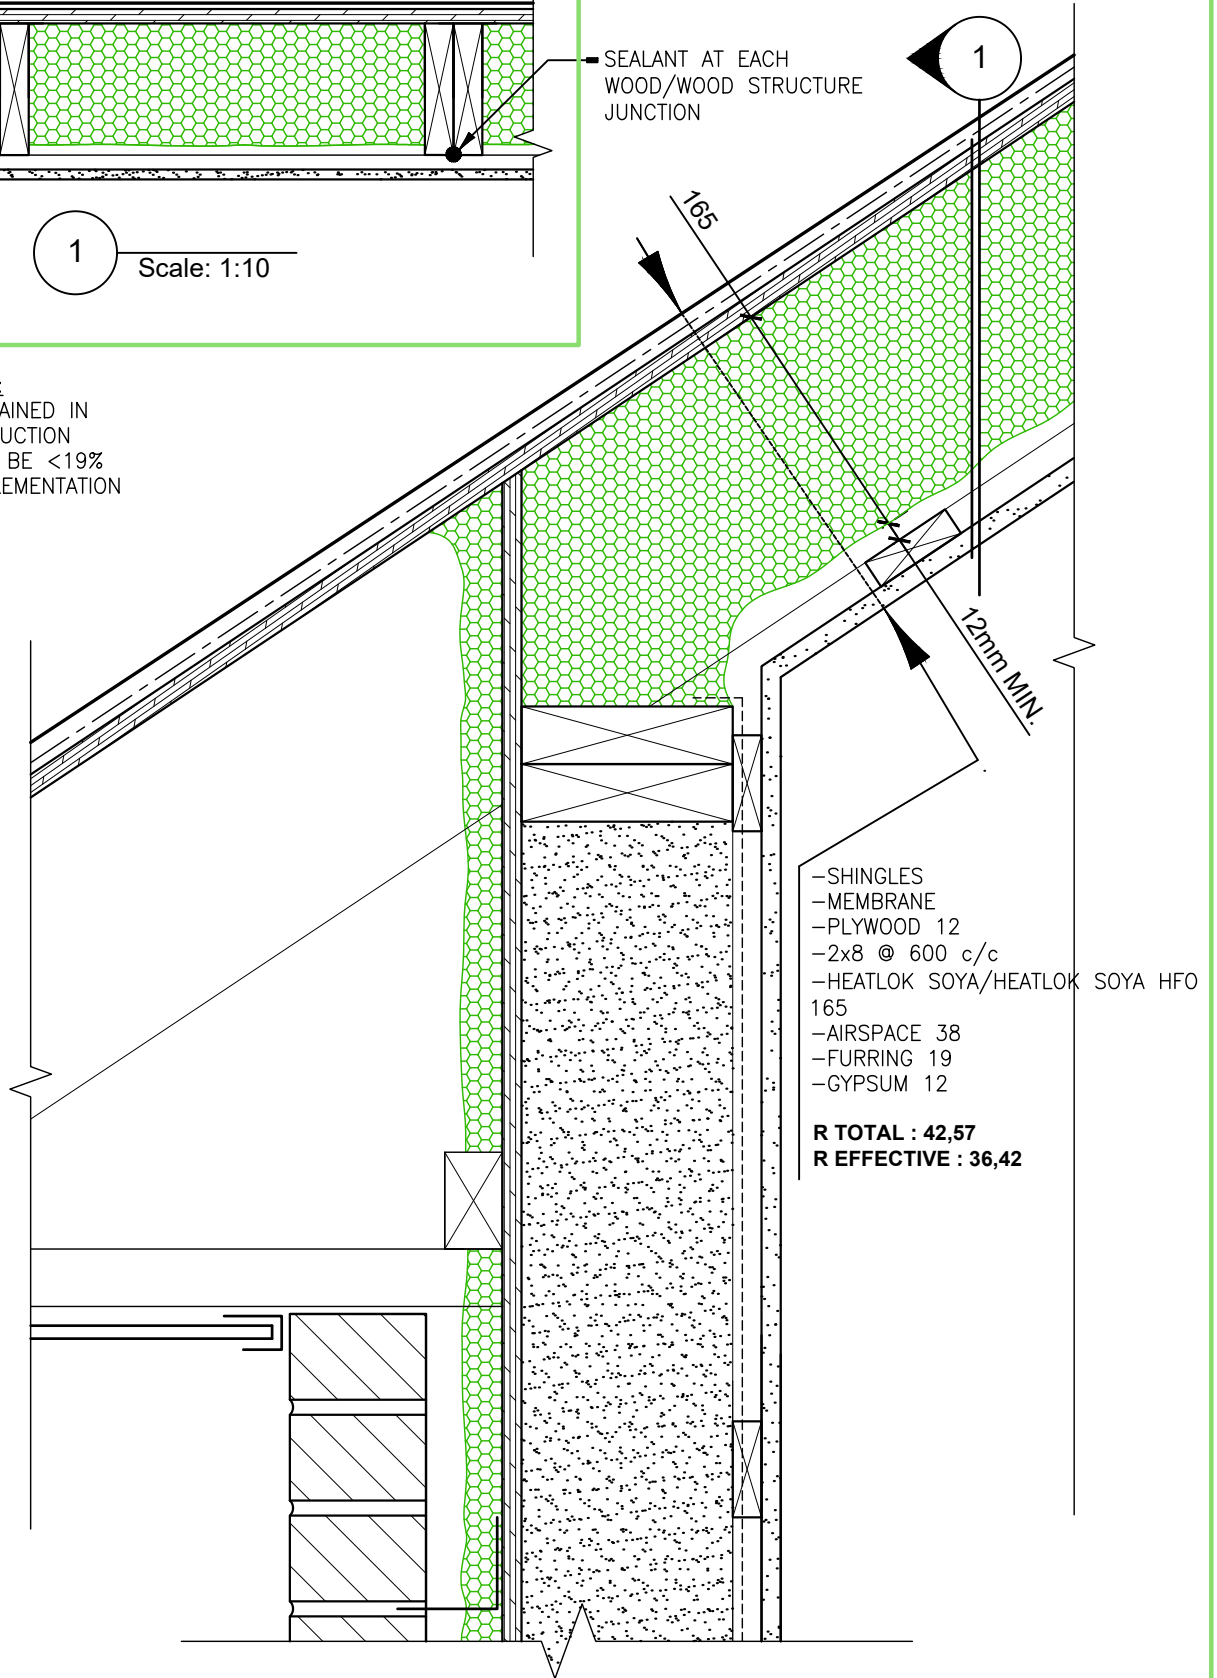 SEALANT AT EACH
WOOD/WOOD STRUCTURE
JUNCTION
1
1
Scale: 1:10
165
AINED IN
UCTION
BE <19%
LEMENTATION
12mm MIN.
-SHINGLES
-MEMBRANE
-PLYWOOD 12
-2x8 @ 600 c/c
-HEATLOK SOYA/HEATLOK SOYA HFO
165
-AIRSPACE 38
-FURRING 19
-GYPSUM 12
R TOTAL : 42,57
R EFFECTIVE : 36,42